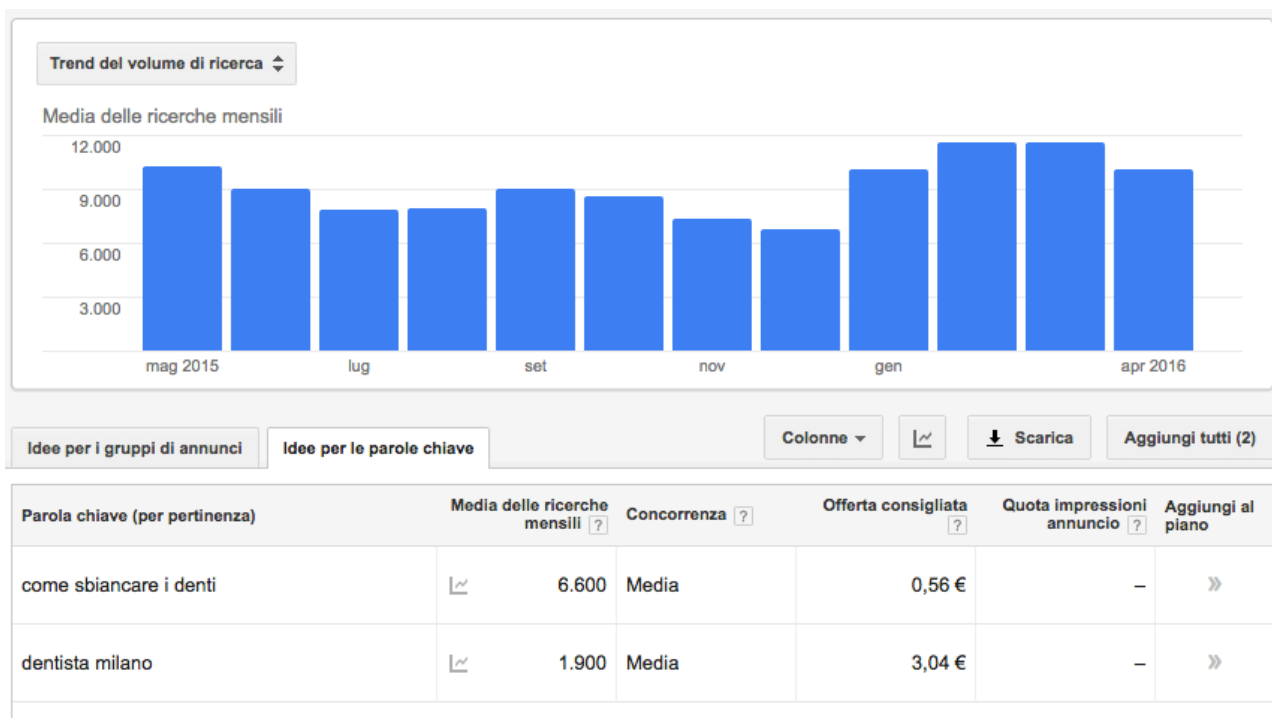 Trend del volume di ricerca
Media delle ricerche mensili
12.000
9.000
6.000
3.000
mag 2015 lug set nov gen apr 2016
Idee per i gruppi di annunci Idee per le parole chiave Colonne Scarica Aggiungi tutti (2)
Parola chiave (per pertinenza) Media delle ricerche mensili ? Concorrenza ? Offerta consigliata ? Quota impressioni annuncio ? Aggiungi al piano
come sbiancare i denti 6.600 Media 0,56 € – »
dentista milano 1.900 Media 3,04 € – »